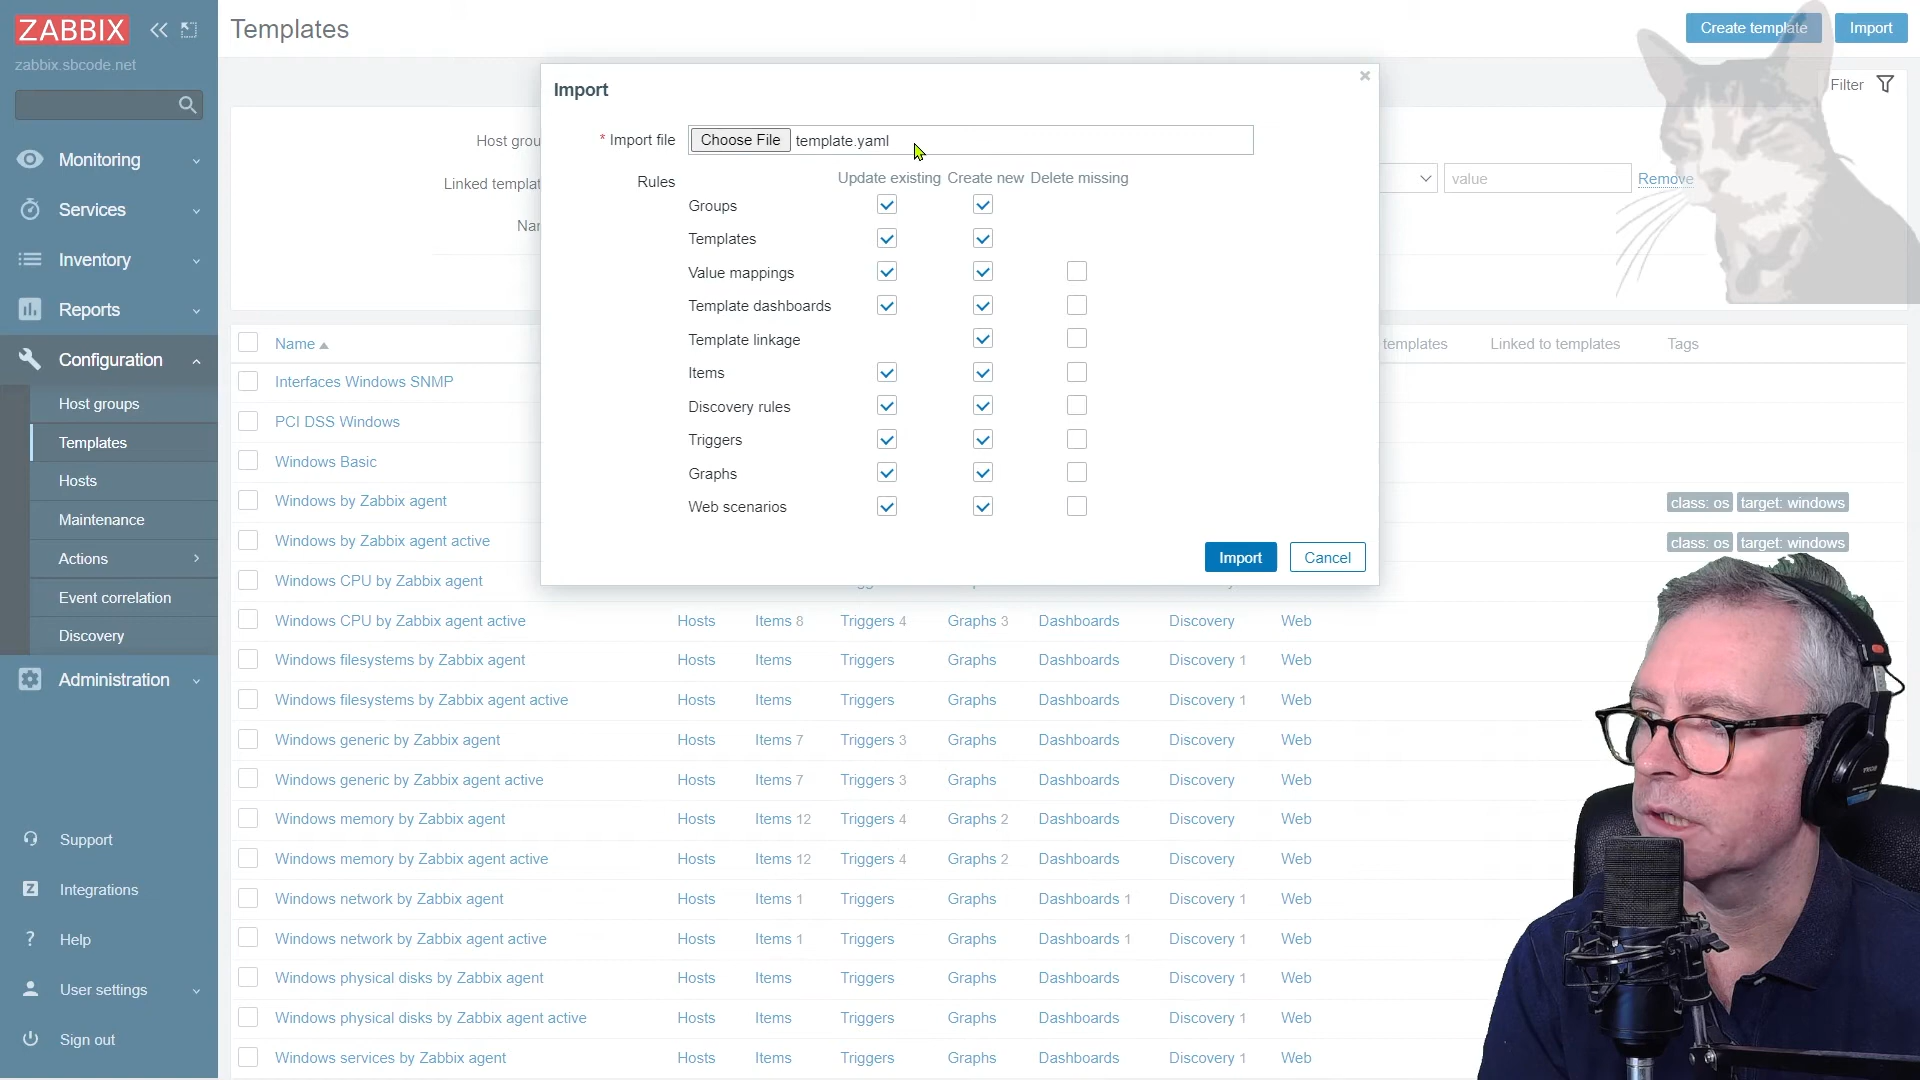 ZABBIX
zabbix.sbcode.net
Monitoring
Services
Inventory
Reports
Configuration
Host groups
Templates
Hosts
Maintenance
Actions
Event correlation
Discovery
Administration
Support
Z Integrations
? Help
User settings
Sign out
Templates
Create template Import
Filter
Host grou
Linked templat
Nar
value Remove
Import
* Import file Choose File template.yaml
Rules Update existing Create new Delete missing
Groups
Templates
Value mappings
Template dashboards
Template linkage
Items
Discovery rules
Triggers
Graphs
Web scenarios
Import Cancel
Name templates Linked to templates Tags
Interfaces Windows SNMP
PCI DSS Windows
Windows Basic
Windows by Zabbix agent class: os target: windows
Windows by Zabbix agent active class: os target: windows
Windows CPU by Zabbix agent
Windows CPU by Zabbix agent active Hosts Items 8 Triggers 4 Graphs 3 Dashboards Discovery Web
Windows filesystems by Zabbix agent Hosts Items Triggers Graphs Dashboards Discovery 1 Web
Windows filesystems by Zabbix agent active Hosts Items Triggers Graphs Dashboards Discovery 1 Web
Windows generic by Zabbix agent Hosts Items 7 Triggers 3 Graphs Dashboards Discovery Web
Windows generic by Zabbix agent active Hosts Items 7 Triggers 3 Graphs Dashboards Discovery Web
Windows memory by Zabbix agent Hosts Items 12 Triggers 4 Graphs 2 Dashboards Discovery Web
Windows memory by Zabbix agent active Hosts Items 12 Triggers 4 Graphs 2 Dashboards Discovery Web
Windows network by Zabbix agent Hosts Items 1 Triggers Graphs Dashboards 1 Discovery 1 Web
Windows network by Zabbix agent active Hosts Items 1 Triggers Graphs Dashboards 1 Discovery 1 Web
Windows physical disks by Zabbix agent Hosts Items Triggers Graphs Dashboards Discovery 1 Web
Windows physical disks by Zabbix agent active Hosts Items Triggers Graphs Dashboards Discovery 1 Web
Windows services by Zabbix agent Hosts Items Triggers Graphs Dashboards Discovery 1 Web